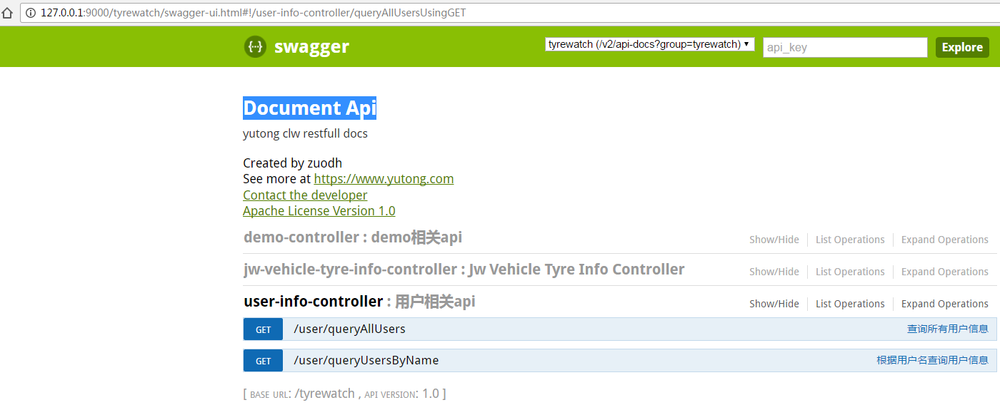 127.0.0.1:9000/tyrewatch/swagger-ui.html#!/user-info-controller/queryAllUsersUsingGET
{···} swagger tyrewatch (/v2/api-docs?group=tyrewatch) api_key Explore
Document Api
yutong clw restfull docs
Created by zuodh
See more at https://www.yutong.com
Contact the developer
Apache License Version 1.0
demo-controller : demo相关api Show/Hide List Operations Expand Operations
jw-vehicle-tyre-info-controller : Jw Vehicle Tyre Info Controller Show/Hide List Operations Expand Operations
user-info-controller : 用户相关api Show/Hide List Operations Expand Operations
GET /user/queryAllUsers 查询所有用户信息
GET /user/queryUsersByName 根据用户名查询用户信息
[ BASE URL: /tyrewatch , API VERSION: 1.0 ]